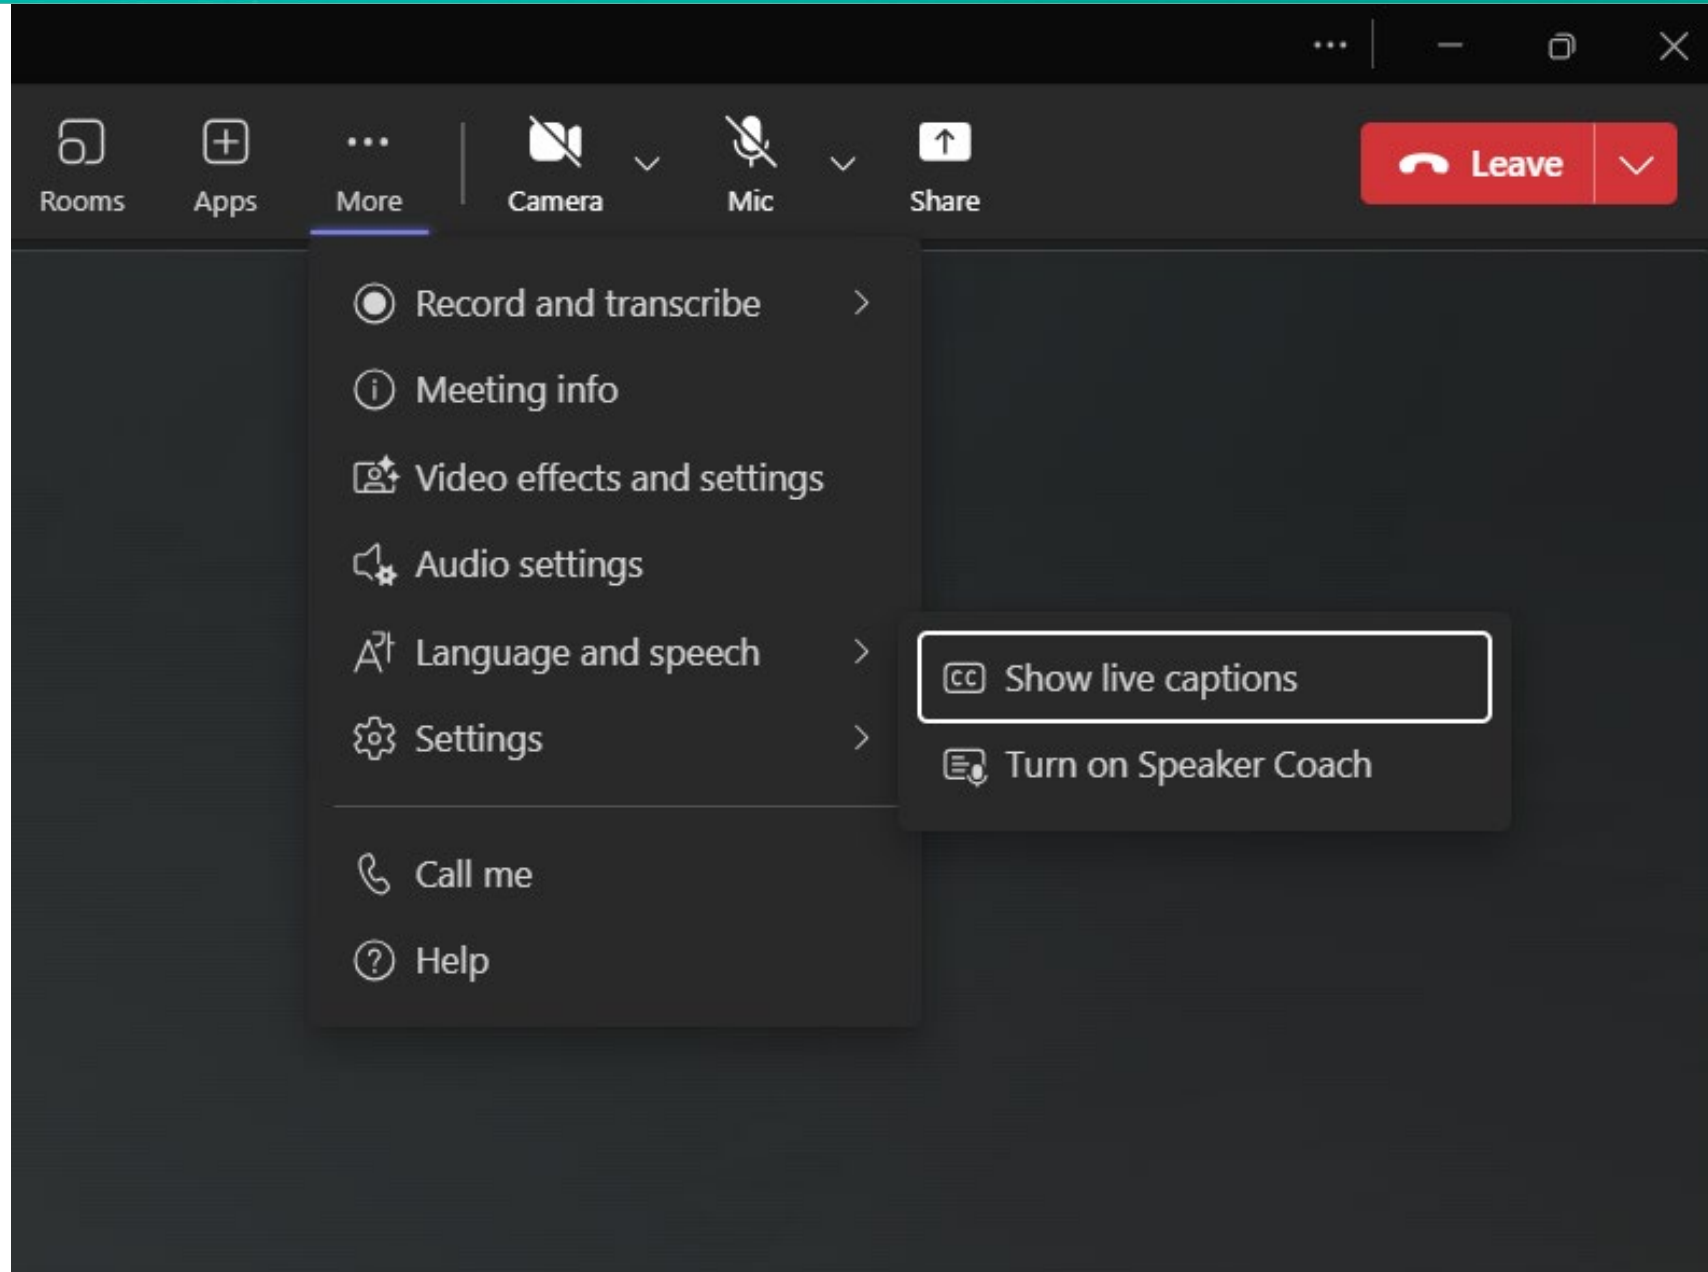 Rooms
Apps
More
Camera
Mic
Share
Leave
Record and transcribe
Meeting info
Video effects and settings
Audio settings
Language and speech
Settings
Call me
Help
CC Show live captions
Turn on Speaker Coach